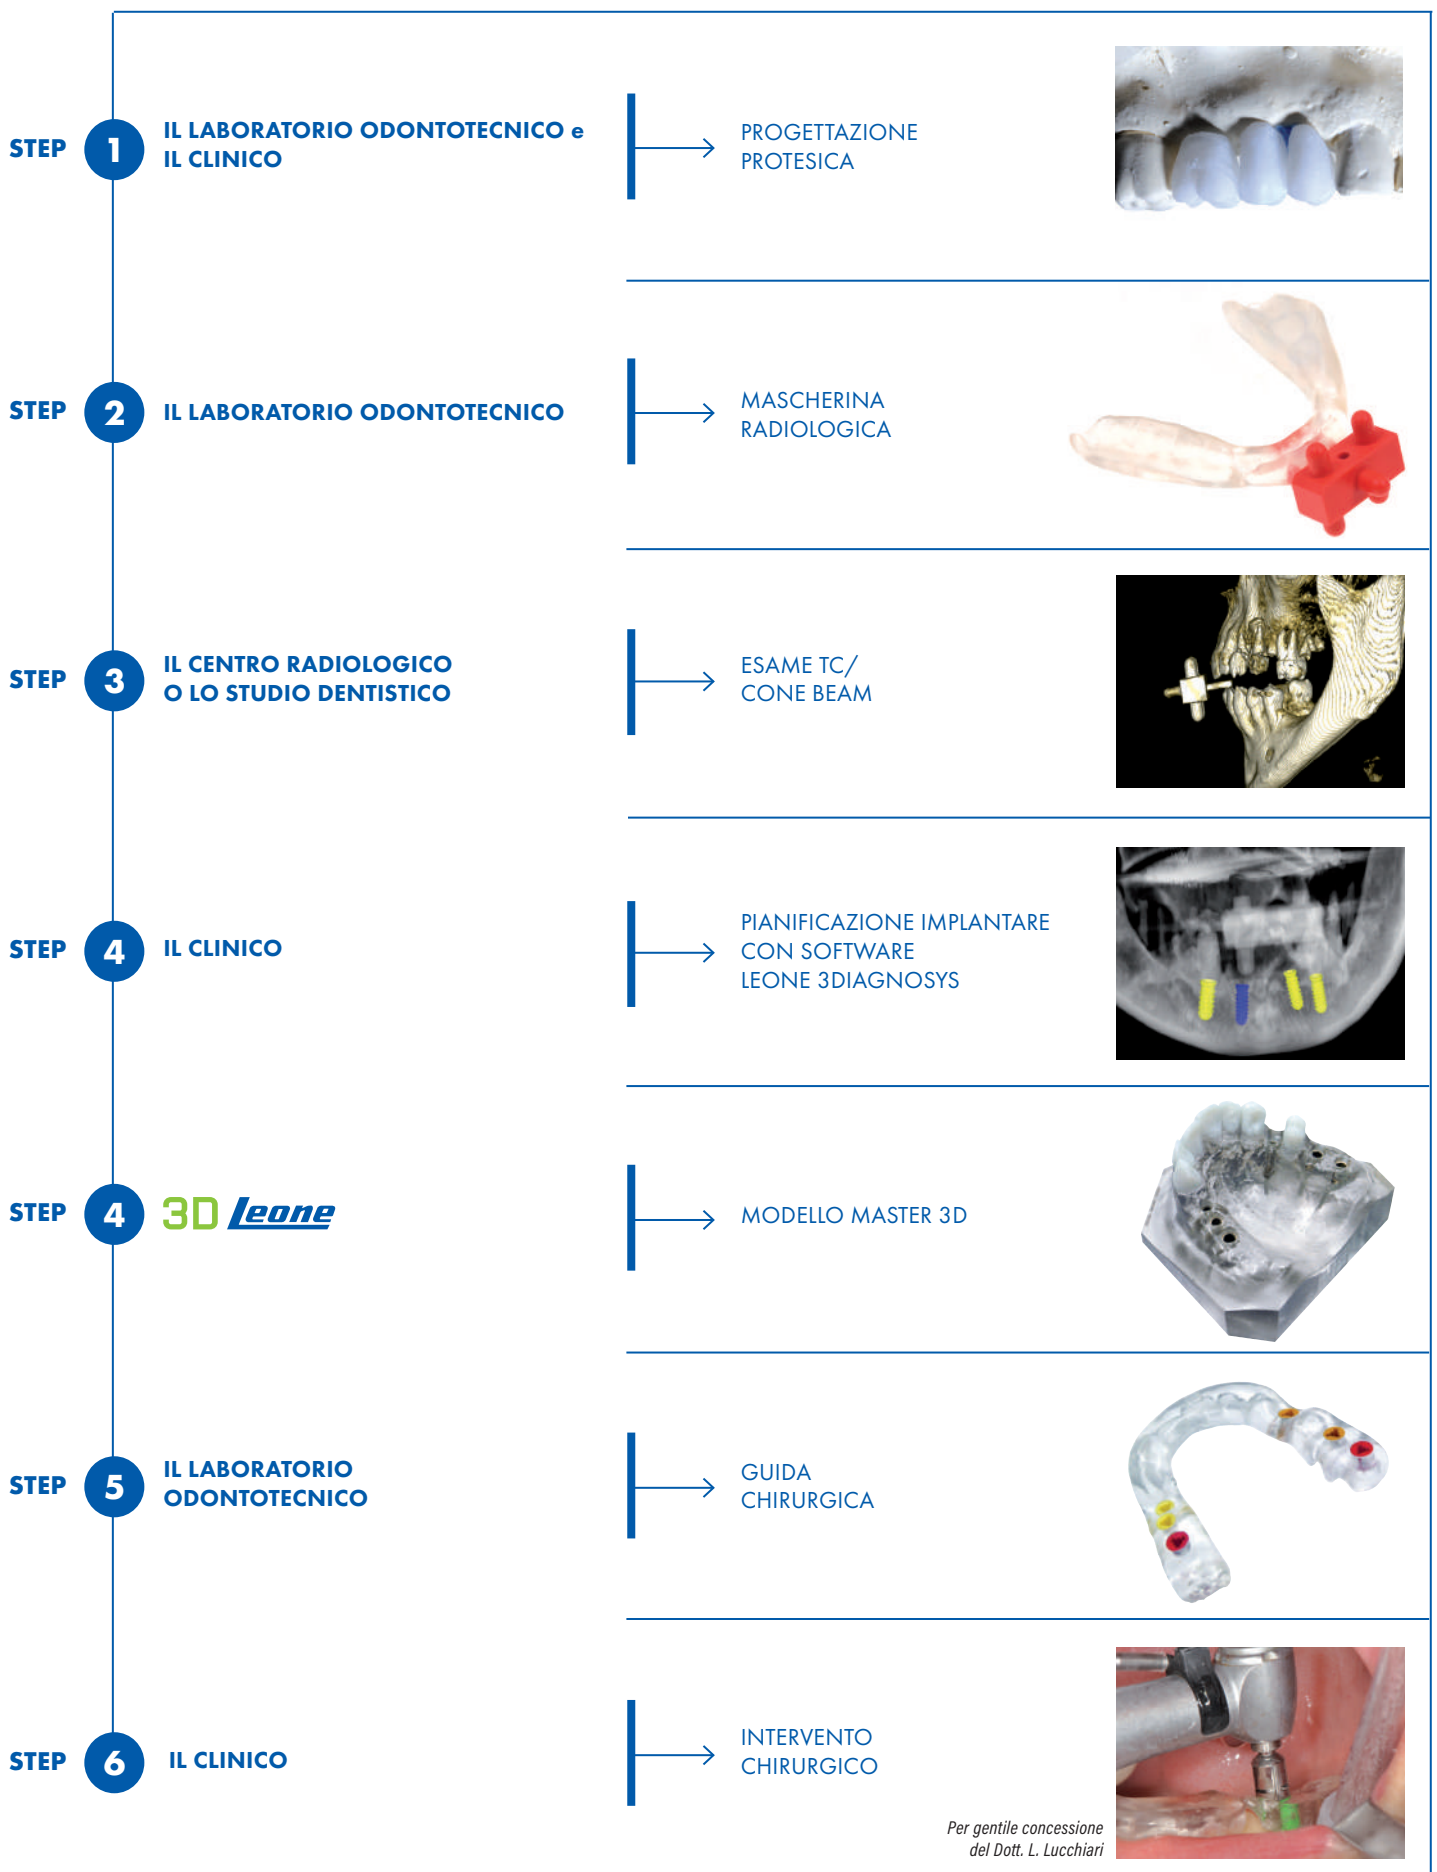 STEP
1
IL LABORATORIO ODONTOTECNICO e
IL CLINICO
PROGETTAZIONE
PROTESICA
STEP
2
IL LABORATORIO ODONTOTECNICO
MASCHERINA
RADIOLOGICA
STEP
3
IL CENTRO RADIOLOGICO
O LO STUDIO DENTISTICO
ESAME TC/
CONE BEAM
STEP
4
IL CLINICO
PIANIFICAZIONE IMPLANTARE
CON SOFTWARE
LEONE 3DIAGNOSYS
STEP
4
3D Leone
MODELLO MASTER 3D
STEP
5
IL LABORATORIO
ODONTOTECNICO
GUIDA
CHIRURGICA
STEP
6
IL CLINICO
INTERVENTO
CHIRURGICO
Per gentile concessione
del Dott. L. Lucchiari